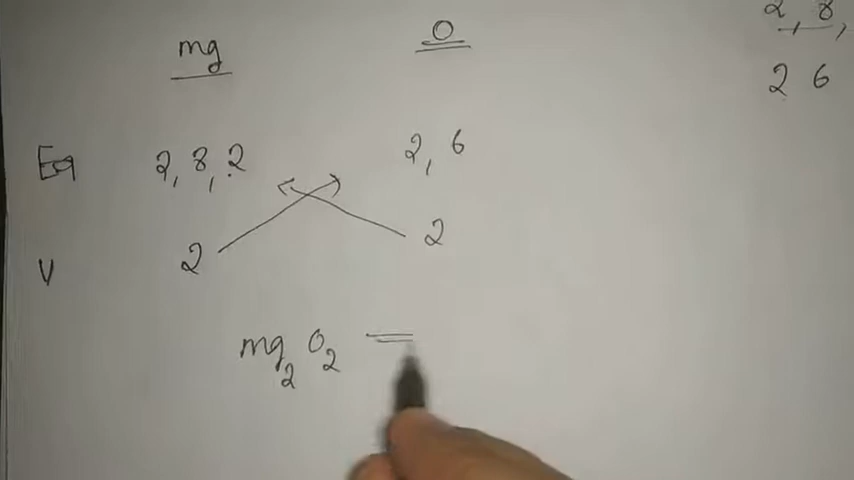 mg O
2, 8,
2 6
Eq 2, 8, 2 2, 6
V 2 2
mg2 O2 =